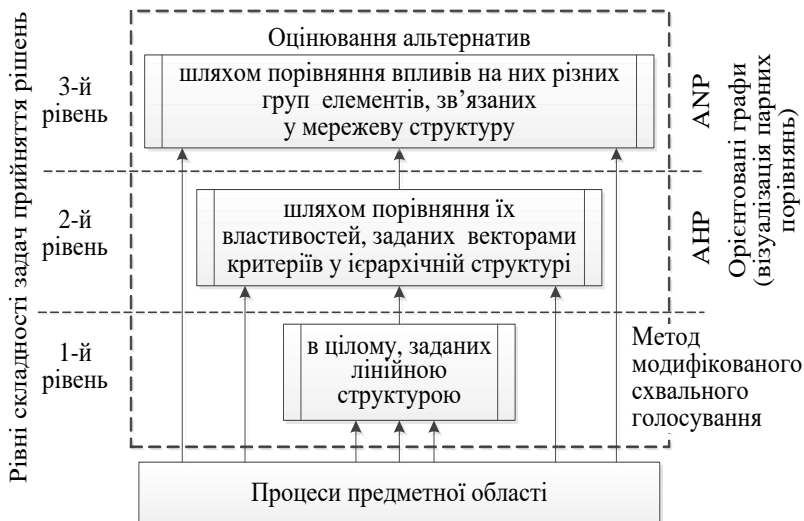 Рівні складності задач прийняття рішень
Оцінювання альтернатив
3-й
рівень
шляхом порівняння впливів на них різних
груп елементів, зв’язаних
у мережеву структуру
ANP
2-й
рівень
шляхом порівняння їх
властивостей, заданих векторами
критеріїв у ієрархічній структурі
AHP
Орієнтовані графи
(візуалізація парних
порівнянь)
1-й
рівень
в цілому, заданих
лінійною
структурою
Метод
модифікованого
схвального
голосування
Процеси предметної області